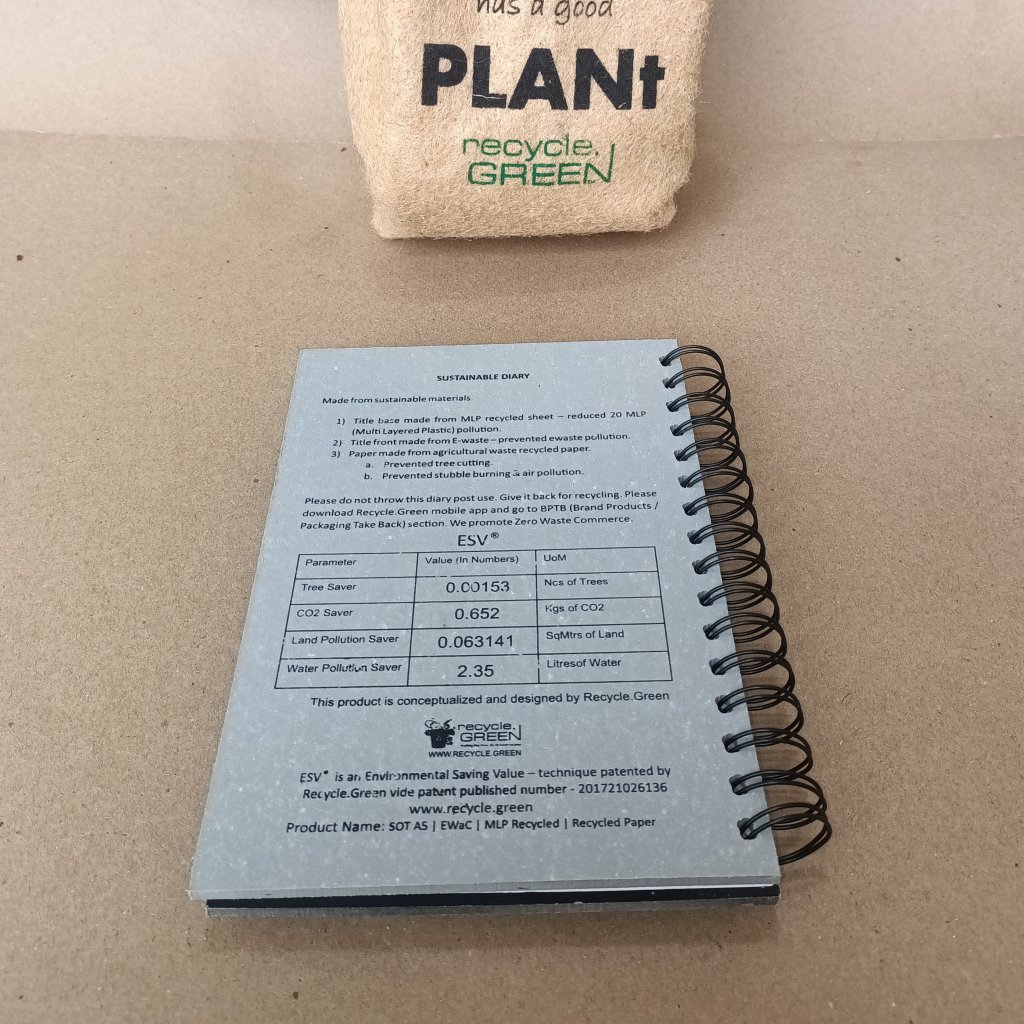 has a good
PLANt
recycle.
GREEN
SUSTAINABLE DIARY
Made from sustainable materials.
1) Title base made from MLP recycled sheet – reduced 20 MLP
(Multi Layered Plastic) pollution.
2) Title front made from E-waste – prevented ewaste pollution.
3) Paper made from agricultural waste recycled paper.
a. Prevented tree cutting.
b. Prevented stubble burning & air pollution.
Please do not throw this diary post use. Give it back for recycling. Please
download Recycle.Green mobile app and go to BPTB (Brand Products /
Packaging Take Back) section. We promote Zero Waste Commerce.
ESV®
Parameter Value (In Numbers) UoM
Tree Saver 0.00153 Ncs of Trees
CO2 Saver 0.652 Kgs of CO2
Land Pollution Saver 0.063141 SqMtrs of Land
Water Pollution Saver 2.35 Litresof Water
This product is conceptualized and designed by Recycle.Green
recycle.
GREEN
WWW.RECYCLE.GREEN
ESV® is an Environmental Saving Value – technique patented by
Recycle.Green vide patent published number - 201721026136
www.recycle.green
Product Name: SOT A5 | EWaC | MLP Recycled | Recycled Paper